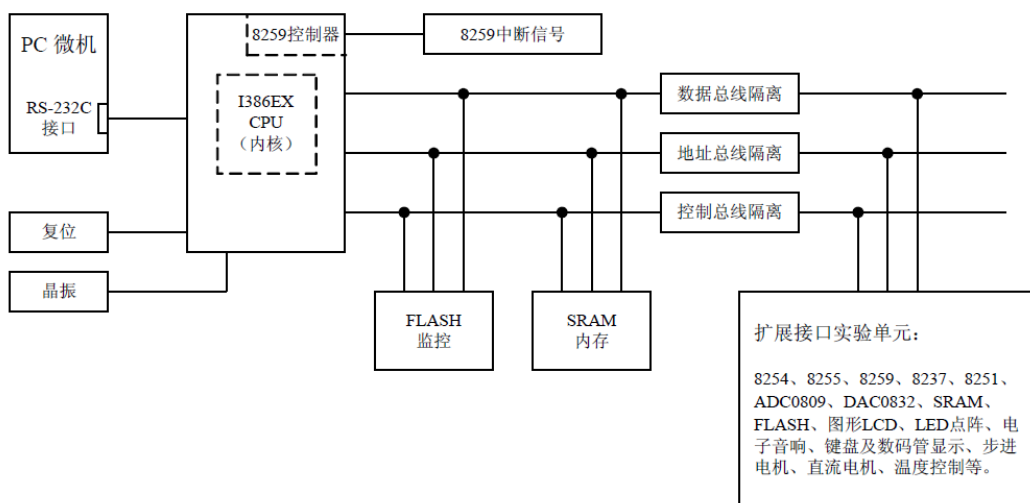 PC 微机
RS-232C
接口
8259控制器
8259中断信号
I386EX
CPU
（内核）
数据总线隔离
地址总线隔离
控制总线隔离
复位
晶振
FLASH
监控
SRAM
内存
扩展接口实验单元：
8254、8255、8259、8237、8251、
ADC0809、DAC0832、SRAM、
FLASH、图形LCD、LED点阵、电
子音响、键盘及数码管显示、步进
电机、直流电机、温度控制等。